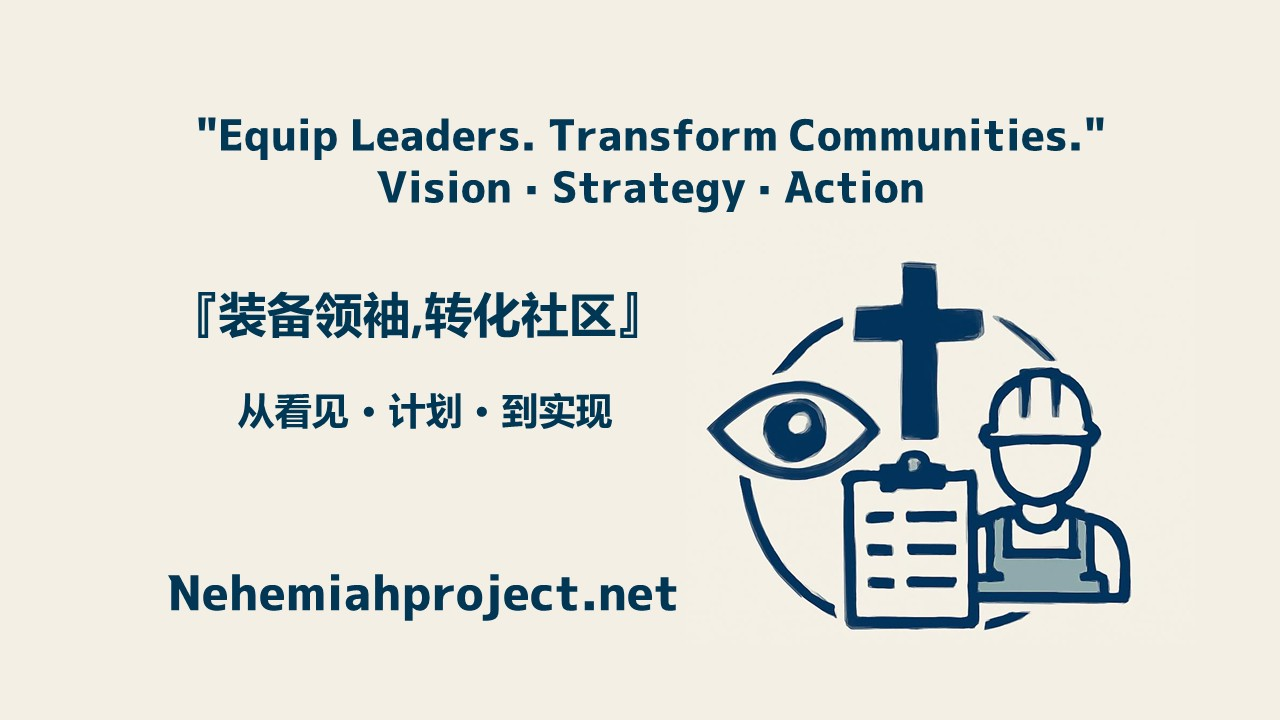 "Equip Leaders. Transform Communities."
Vision · Strategy · Action
『装备领袖,转化社区』
从看见・计划・到实现
Nehemiahproject.net